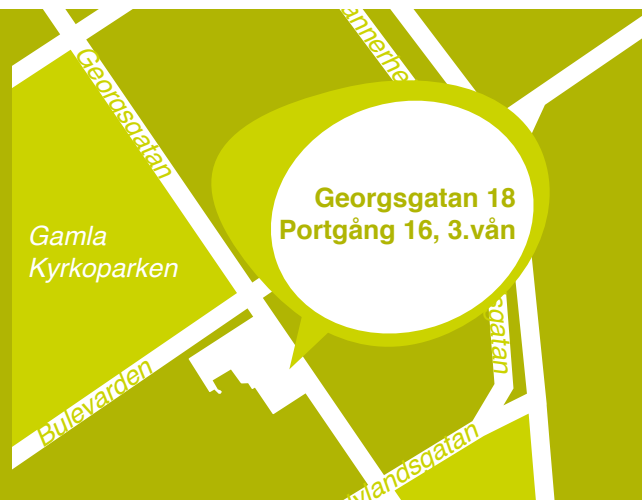 Georgsgatan
Georgsgatan 18
Portgång 16, 3.vån
Gamla
Kyrkoparken
Bulevarden